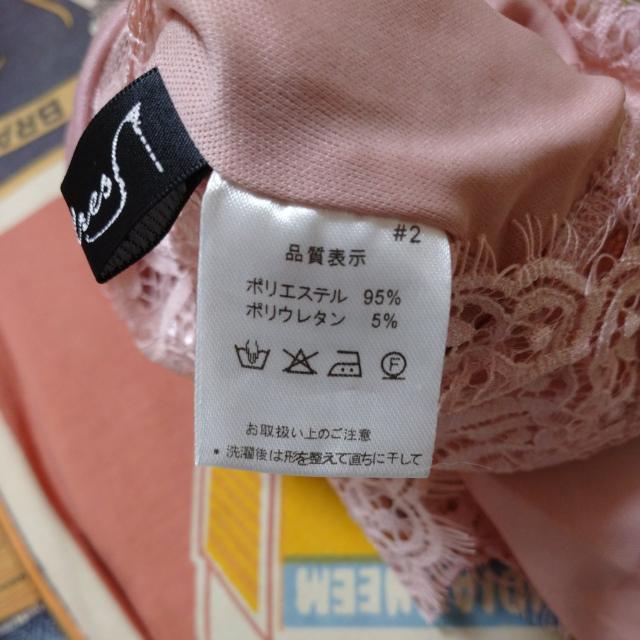 #2
品質表示
ポリエステル 95%
ポリウレタン 5%
F
お取扱い上のご注意
* 洗濯後は形を整えて直ちに干して
BRA